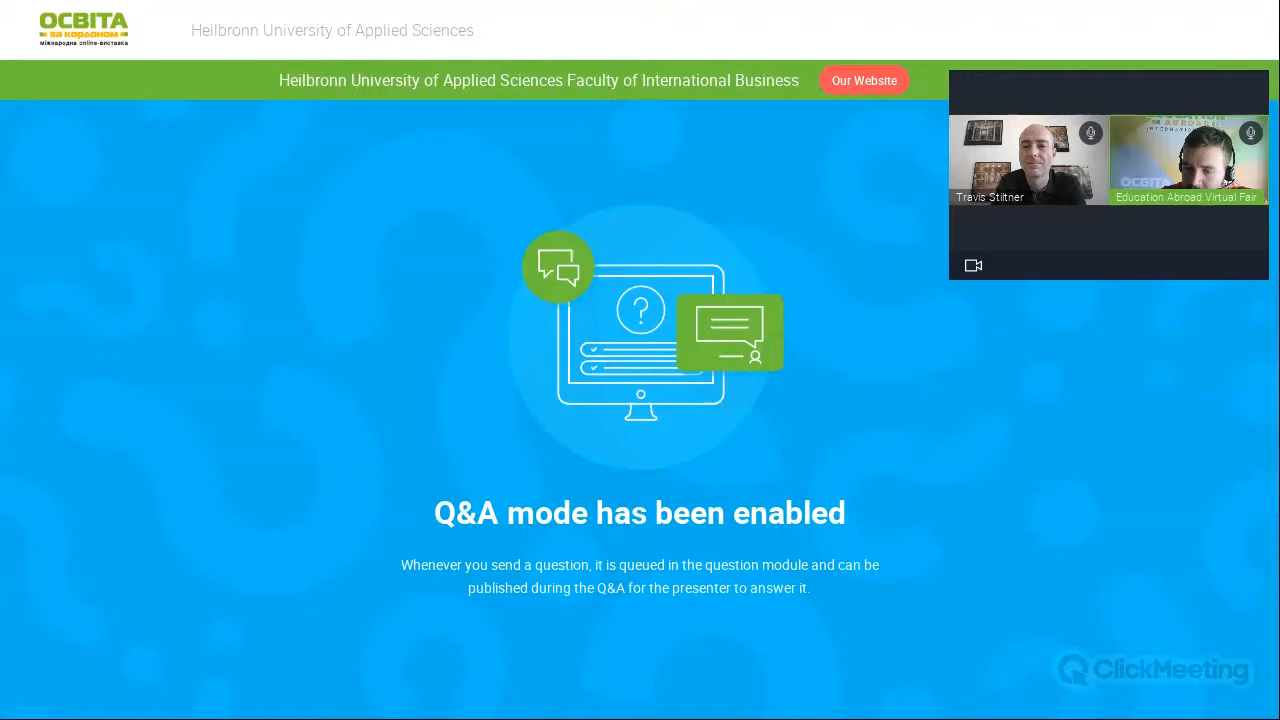 ОСВІТА
за кордоном
міжнародна online-виставка
Heilbronn University of Applied Sciences
Heilbronn University of Applied Sciences Faculty of International Business
Our Website
ABROAD
ОСВІТА
Travis Stiltner
Education Abroad Virtual Fair
?
Q&A mode has been enabled
Whenever you send a question, it is queued in the question module and can be
published during the Q&A for the presenter to answer it.
ClickMeeting